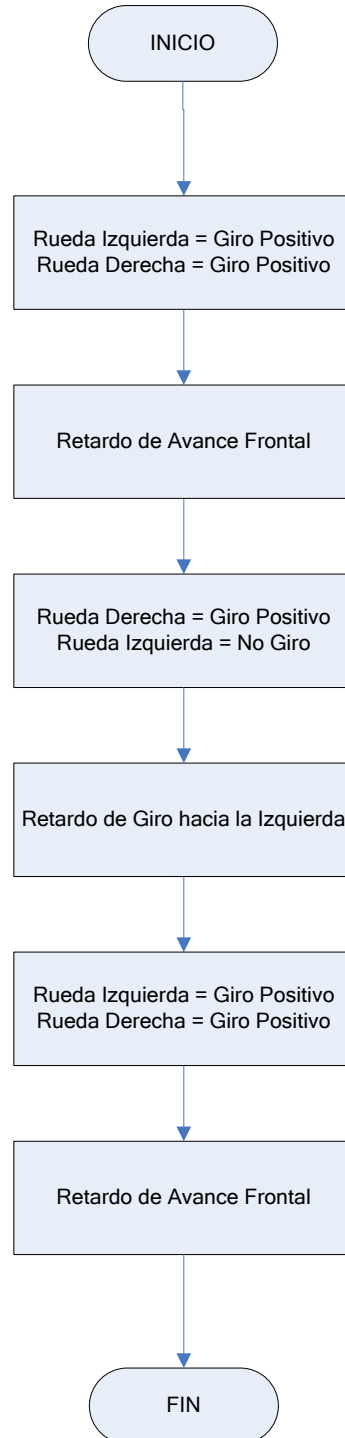 INICIO
Rueda Izquierda = Giro Positivo
Rueda Derecha = Giro Positivo
Retardo de Avance Frontal
Rueda Derecha = Giro Positivo
Rueda Izquierda = No Giro
Retardo de Giro hacia la Izquierda
Rueda Izquierda = Giro Positivo
Rueda Derecha = Giro Positivo
Retardo de Avance Frontal
FIN